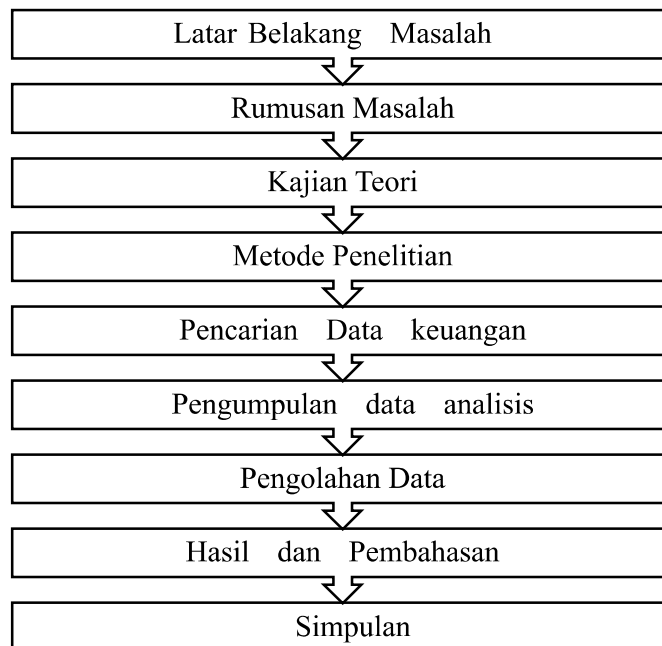 Latar Belakang Masalah
Rumusan Masalah
Kajian Teori
Metode Penelitian
Pencarian Data keuangan
Pengumpulan data analisis
Pengolahan Data
Hasil dan Pembahasan
Simpulan